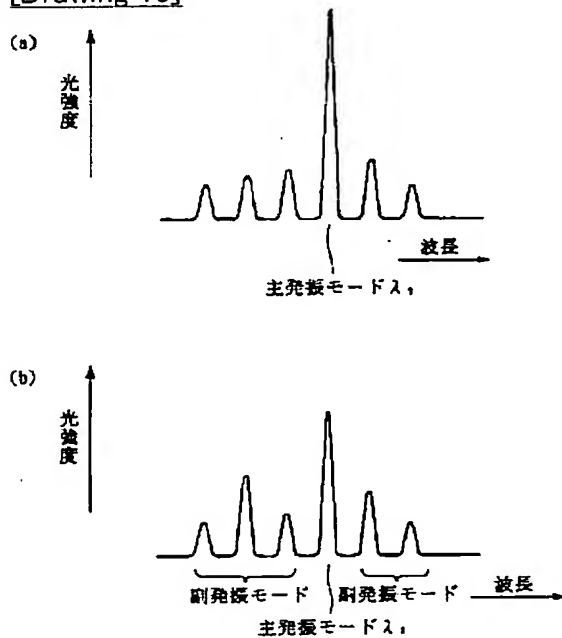 [Drawing
(a)
光強度
波長
主発振モードλ₁
(b)
光強度
副発振モード 副発振モード 波長
主発振モードλ₁